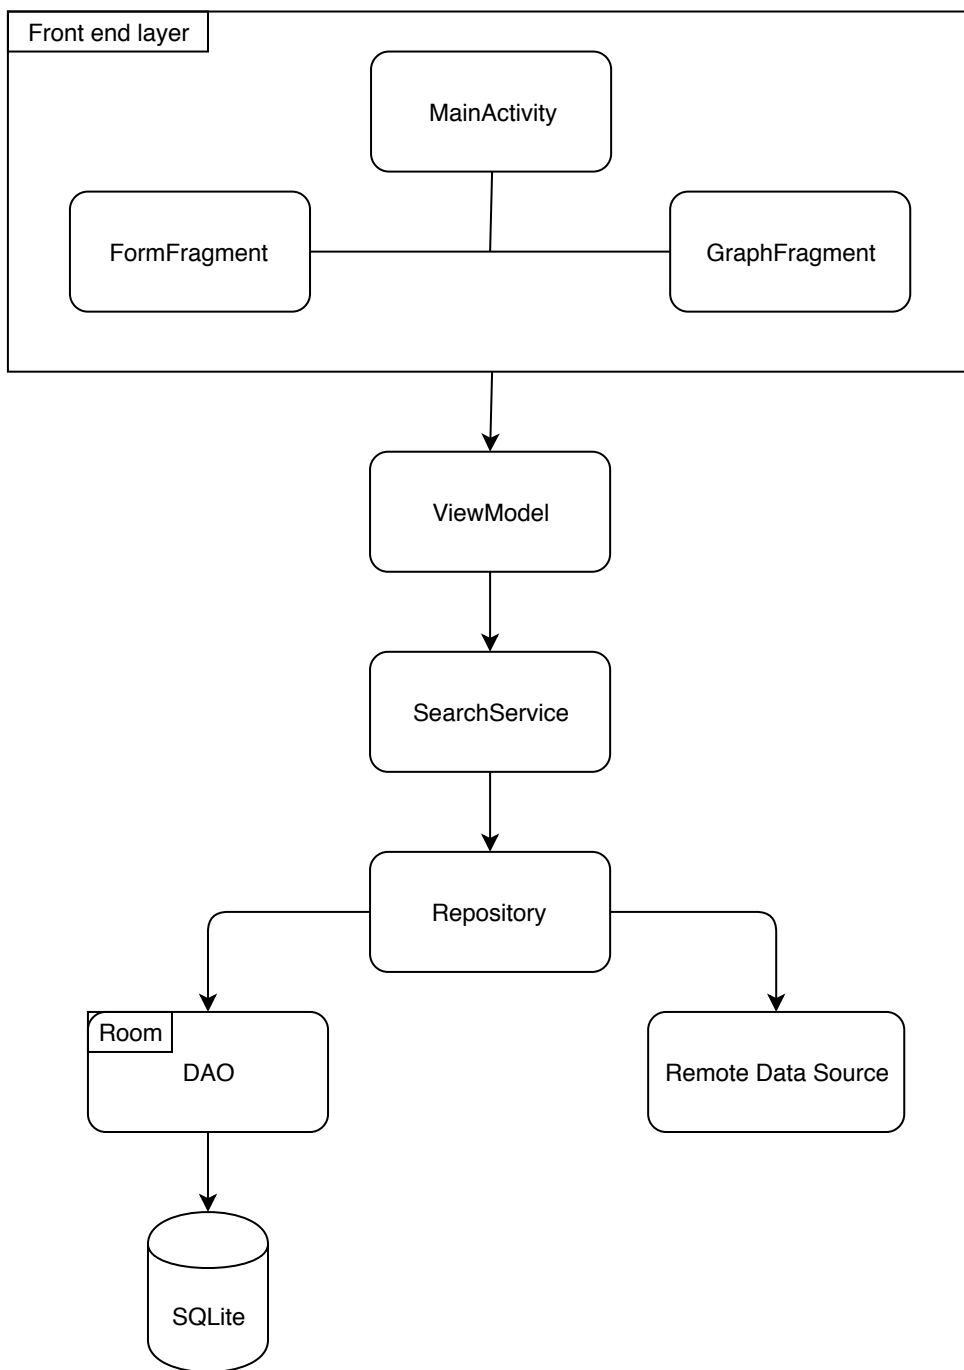 Front end layer
MainActivity
FormFragment
GraphFragment
ViewModel
SearchService
Repository
Room
DAO
Remote Data Source
SQLite